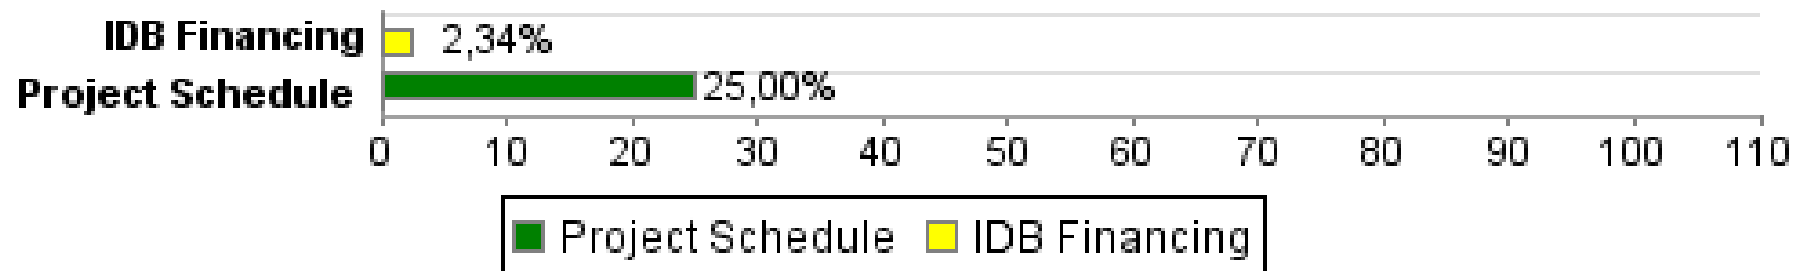 IDB Financing 2,34%
Project Schedule 25,00%
0 10 20 30 40 50 60 70 80 90 100 110
Project Schedule IDB Financing